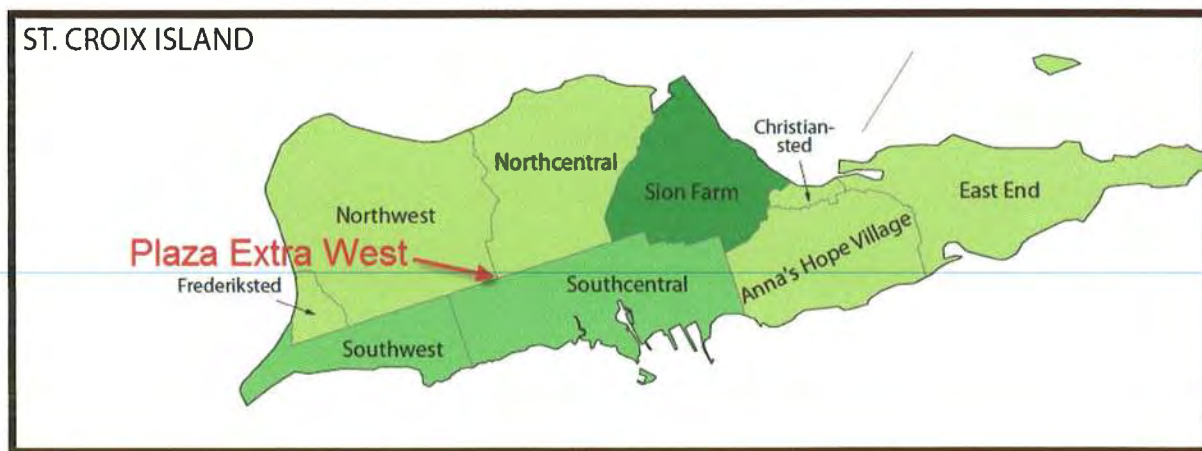 ST. CROIX ISLAND
Christian-
sted
Northcentral
Sion Farm
East End
Northwest
Plaza Extra West
Frederiksted
Southcentral
Anna's Hope Village
Southwest